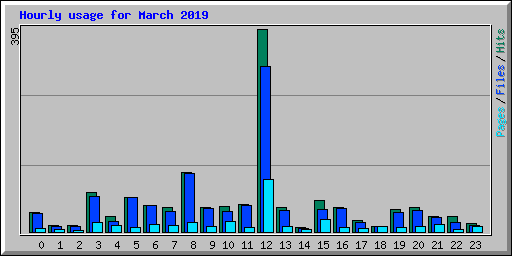 Hourly usage for March 2019
395
Pages/Files/Hits
0 1 2 3 4 5 6 7 8 9 10 11 12 13 14 15 16 17 18 19 20 21 22 23